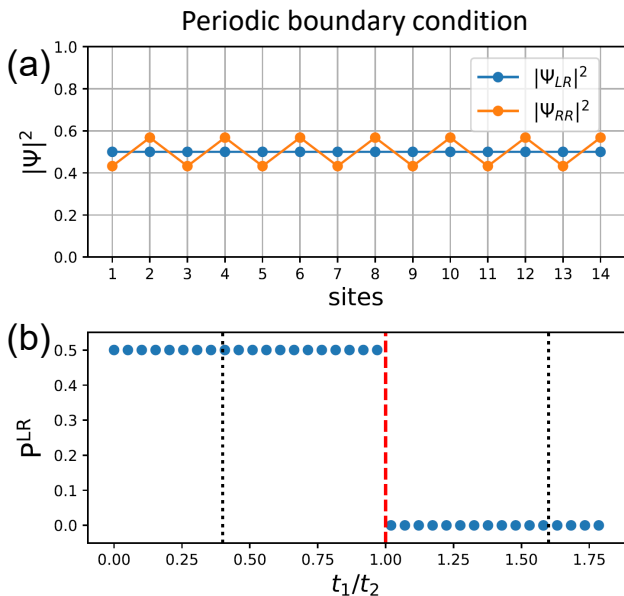 Periodic boundary condition
(a)
1.0
0.8
0.6
0.4
0.2
0.0
|Ψ|²
|Ψ_LR|²
|Ψ_RR|²
1 2 3 4 5 6 7 8 9 10 11 12 13 14
sites
(b)
0.5
0.4
0.3
0.2
0.1
0.0
P^LR
0.00 0.25 0.50 0.75 1.00 1.25 1.50 1.75
t₁/t₂